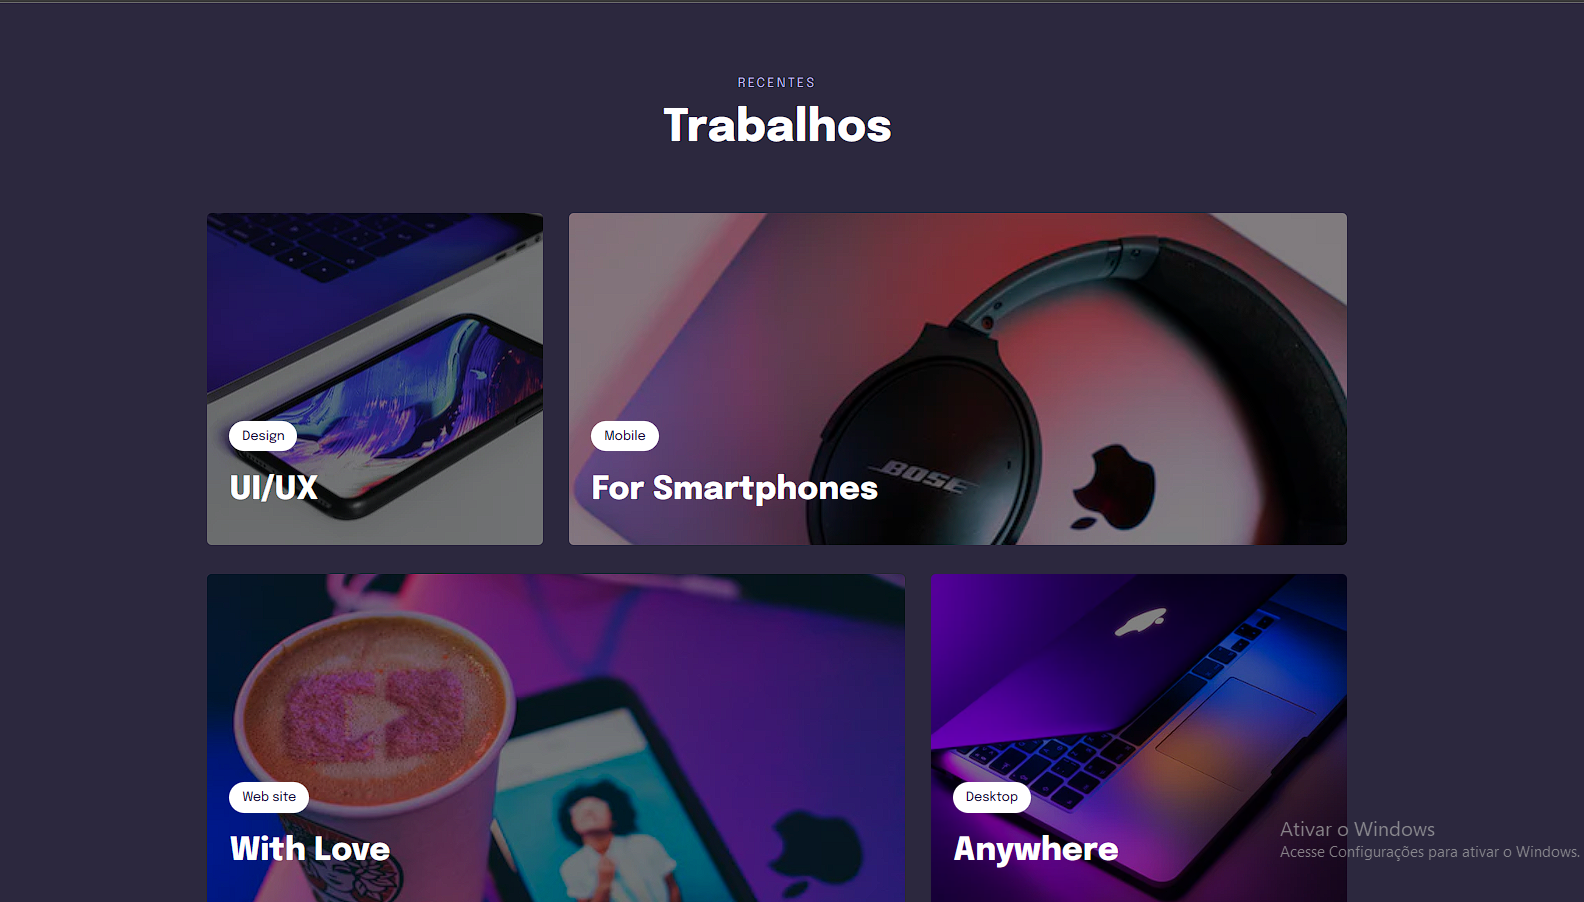 RECENTES
Trabalhos
Design
UI/UX
Mobile
For Smartphones
BOSE
Web site
With Love
Desktop
Anywhere
Ativar o Windows
Acesse Configurações para ativar o Windows.